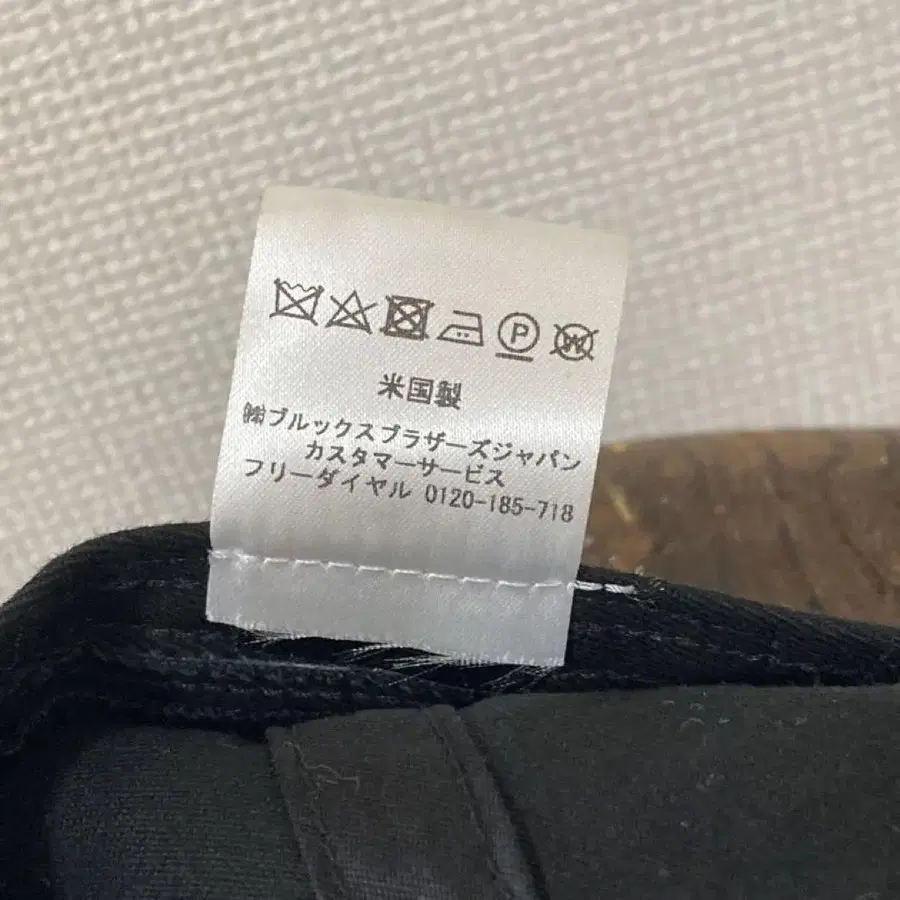 P W
米国製
㈱ブルックスブラザーズジャパン
カスタマーサービス
フリーダイヤル 0120-185-718